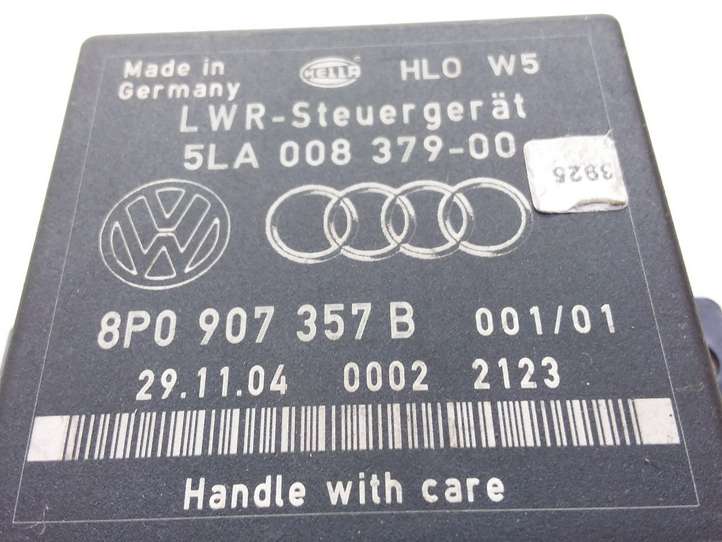 Made in
Germany
HELLA
HL0 W5
LWR-Steuergerät
5LA 008 379-00
3925
8P0 907 357 B 001/01
29.11.04 0002 2123
Handle with care